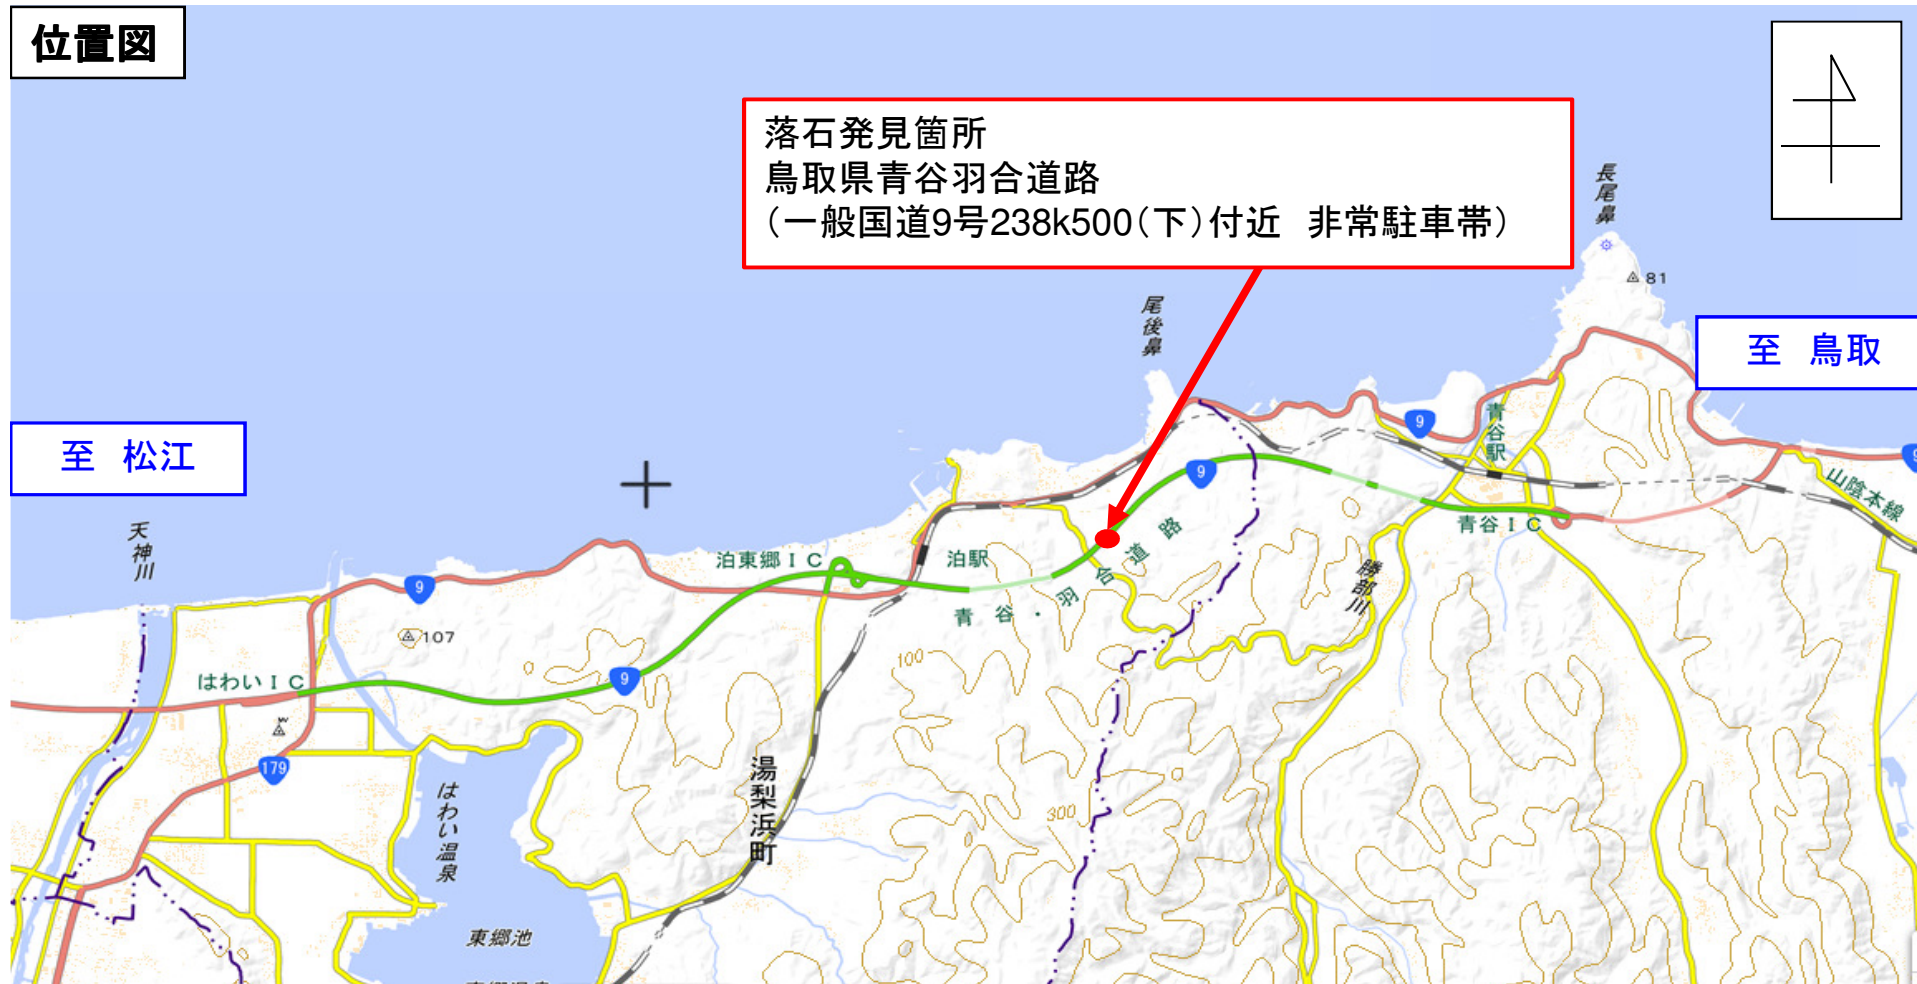 位置図
落石発見箇所
鳥取県青谷羽合道路
(一般国道9号238k500(下)付近 非常駐車帯)
長尾鼻
81
尾後鼻
至 鳥取
至 松江
9
青谷駅
9
9
山陰本線
天神川
泊東郷IC
泊駅
青谷IC
青谷・羽合道路
勝部川
9
107
100
はわいIC
9
179
湯梨浜町
300
はわい温泉
東郷池